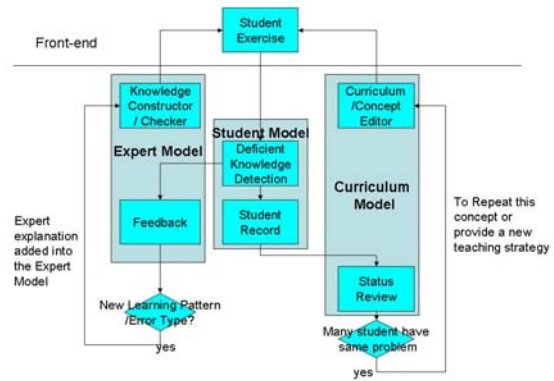 Student
Exercise
Front-end
Knowledge
Constructor
/ Checker
Curriculum
/Concept
Editor
Student Model
Expert Model
Deficient
Knowledge
Detection
Curriculum
Model
Feedback
Student
Record
Expert
explanation
added into
the Expert
Model
To Repeat this
concept or
provide a new
teaching strategy
Status
Review
New Learning Pattern
/Error Type?
yes
Many student have
same problem
yes